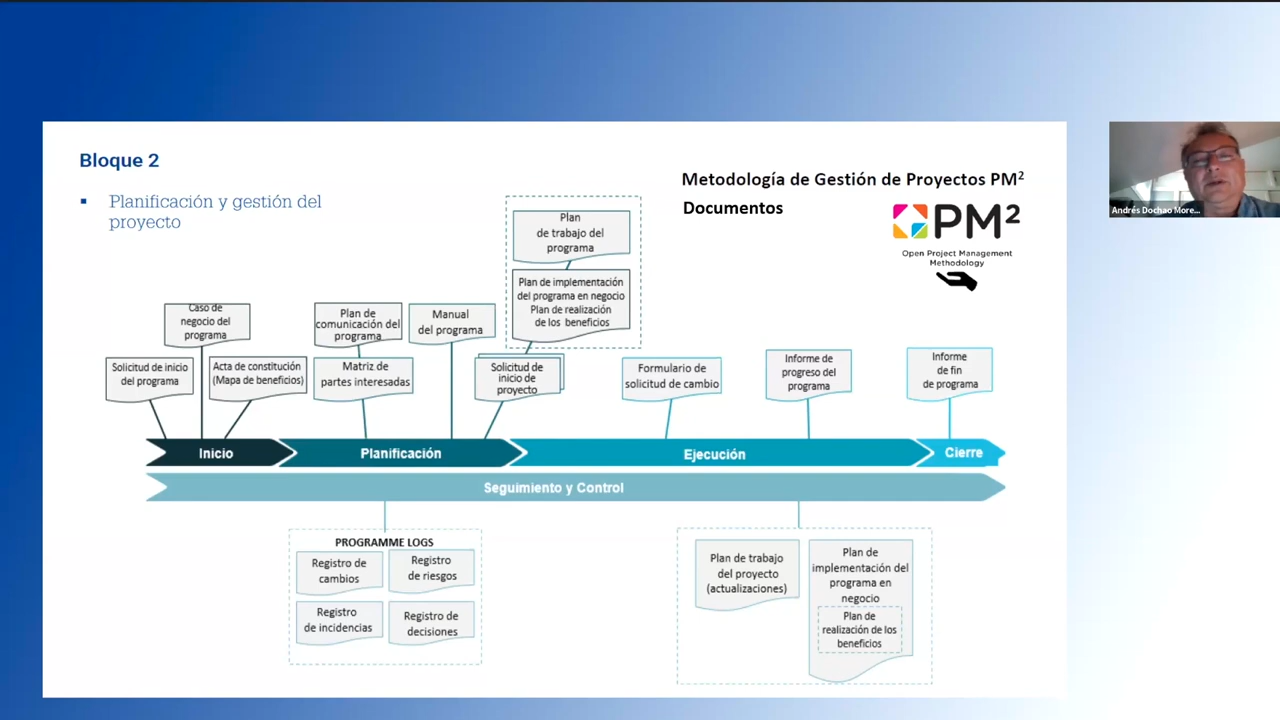 Bloque 2
▪ Planificación y gestión del
proyecto
Metodología de Gestión de Proyectos PM²
Documentos
PM²
Open Project Management
Methodology
Plan
de trabajo del
programa
Plan de implementación
del programa en negocio
Plan de realización
de los beneficios
Caso de
negocio del
programa
Plan de
comunicación del
programa
Manual
del programa
Solicitud de inicio
del programa
Acta de constitución
(Mapa de beneficios)
Matriz de
partes interesadas
Solicitud de
inicio de
proyecto
Formulario de
solicitud de cambio
Informe de
progreso del
programa
Informe
de fin
de programa
Inicio
Planificación
Ejecución
Cierre
Seguimiento y Control
PROGRAMME LOGS
Registro de
cambios
Registro
de riesgos
Registro
de incidencias
Registro de
decisiones
Plan de trabajo
del proyecto
(actualizaciones)
Plan de
implementación del
programa en
negocio
Plan de
realización de los
beneficios
Andrés Dochao More...